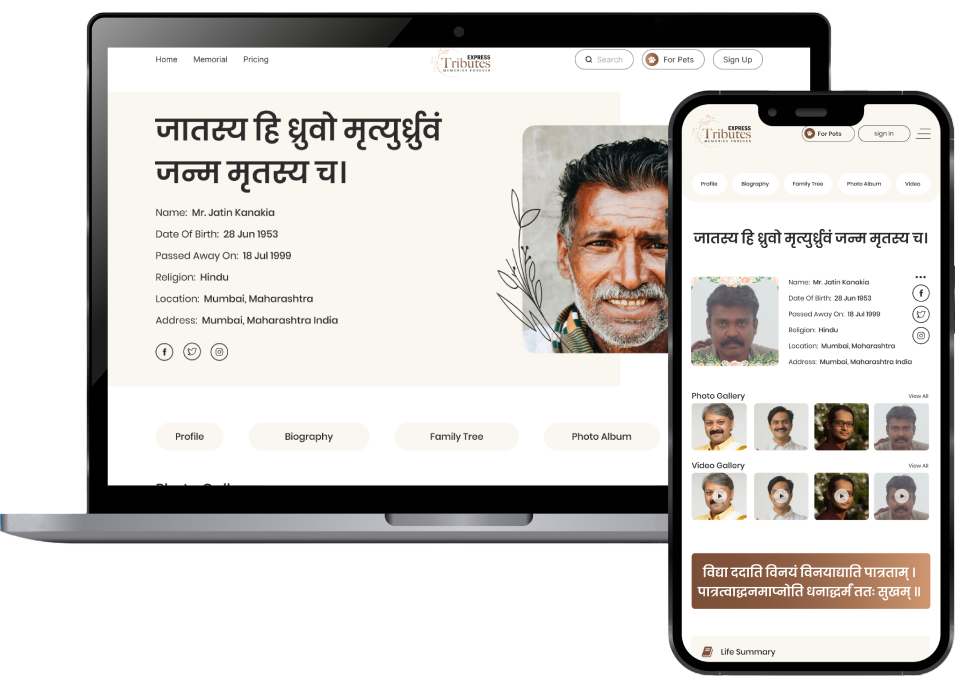 Home Memorial Pricing
EXPRESS
Tributes
MEMORIES FOREVER
Search For Pets Sign Up
जातस्य हि ध्रुवो मृत्युर्ध्रुवं
जन्म मृतस्य च।
Name: Mr. Jatin Kanakia
Date Of Birth: 28 Jun 1953
Passed Away On: 18 Jul 1999
Religion: Hindu
Location: Mumbai, Maharashtra
Address: Mumbai, Maharashtra India
Profile Biography Family Tree Photo Album
EXPRESS
Tributes
MEMORIES FOREVER
For Pets sign in
Profile Biography Family Tree Photo Album Video
जातस्य हि ध्रुवो मृत्युर्ध्रुवं जन्म मृतस्य च।
Name: Mr. Jatin Kanakia
Date Of Birth: 28 Jun 1953
Passed Away On: 18 Jul 1999
Religion: Hindu
Location: Mumbai, Maharashtra
Address: Mumbai, Maharashtra India
Photo Gallery View All
Video Gallery View All
विद्या ददाति विनयं विनयाद्याति पात्रताम् ।
पात्रत्वाद्धनमाप्नोति धनाद्धर्मं ततः सुखम् ॥
Life Summary